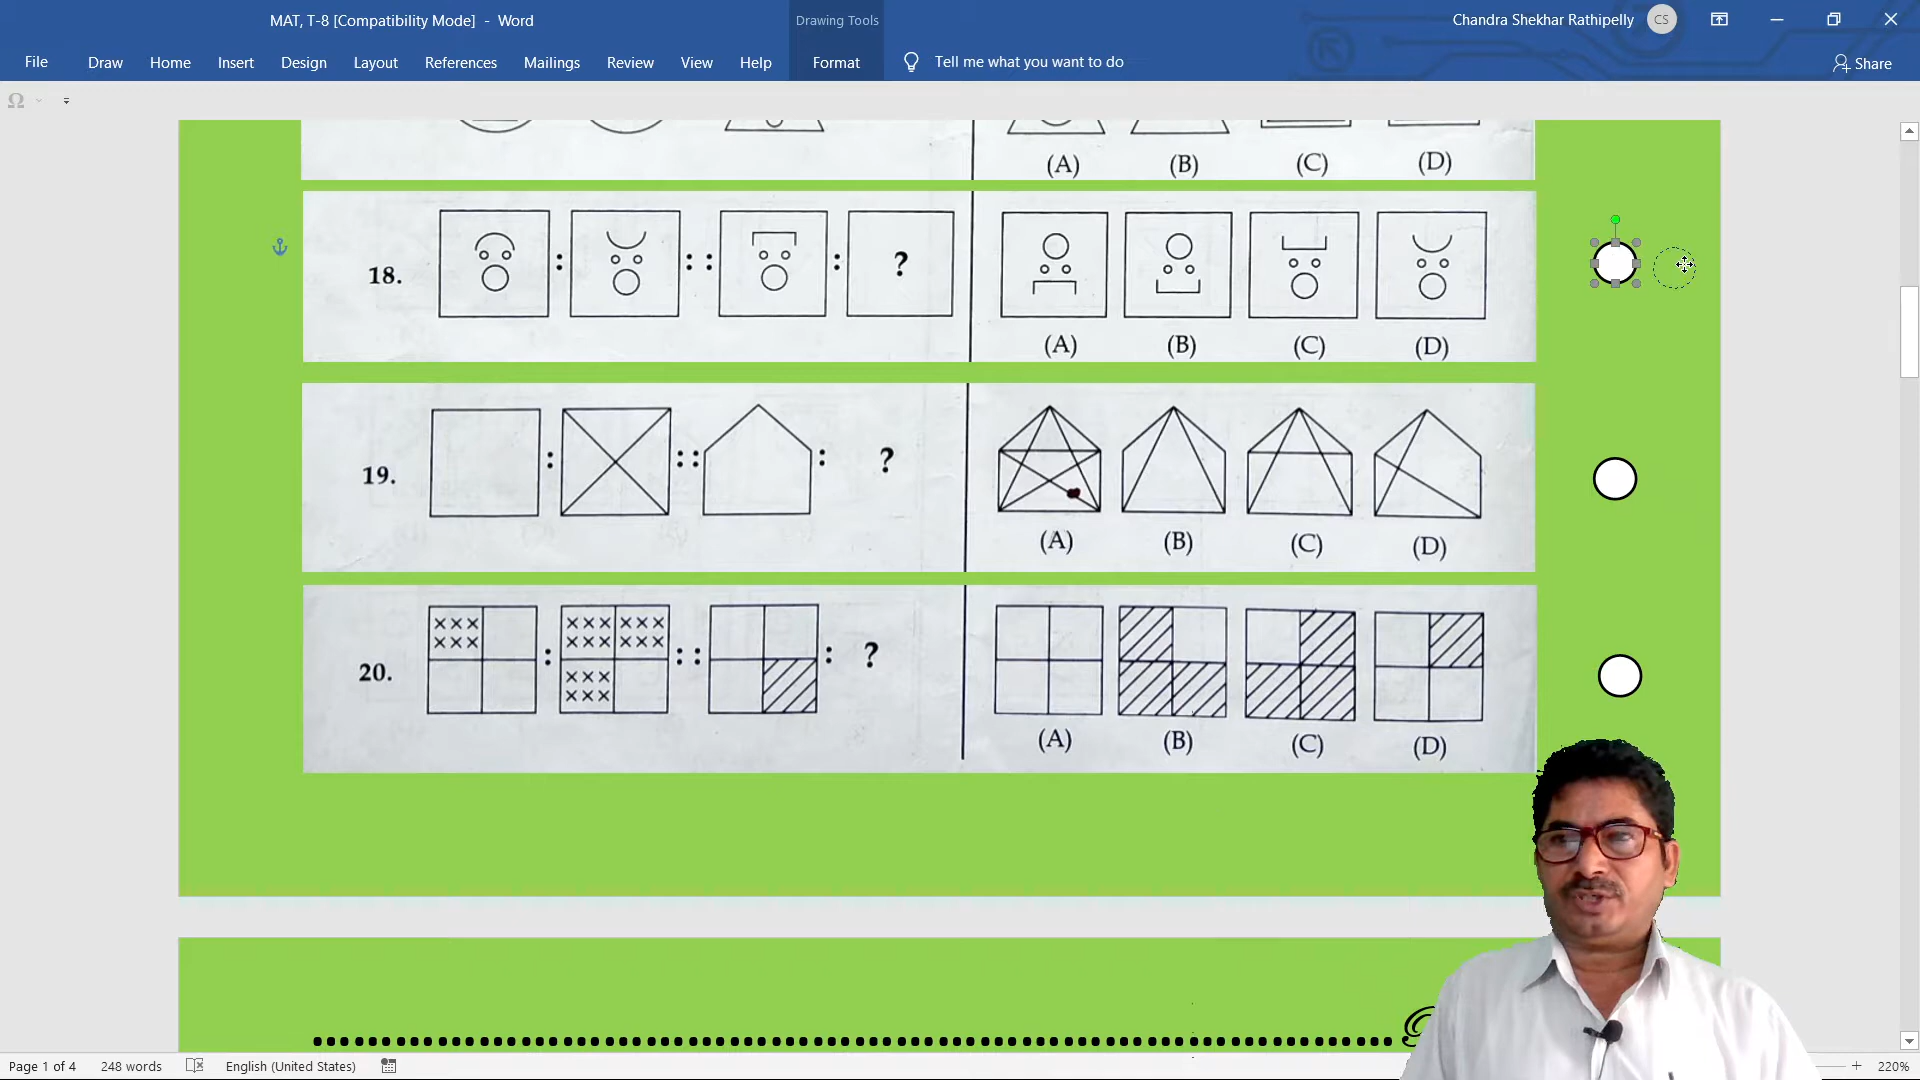 MAT, T-8 [Compatibility Mode] - Word
Drawing Tools
Chandra Shekhar Rathipelly
CS
File
Draw
Home
Insert
Design
Layout
References
Mailings
Review
View
Help
Format
Tell me what you want to do
Share
(A)
(B)
(C)
(D)
18.
: :: : ?
(A)
(B)
(C)
(D)
19.
: :: : ?
(A)
(B)
(C)
(D)
20.
××× ××× ×××
××× ××× ×××
: :: : ?
×××
×××
(A)
(B)
(C)
(D)
Page 1 of 4
248 words
English (United States)
220%